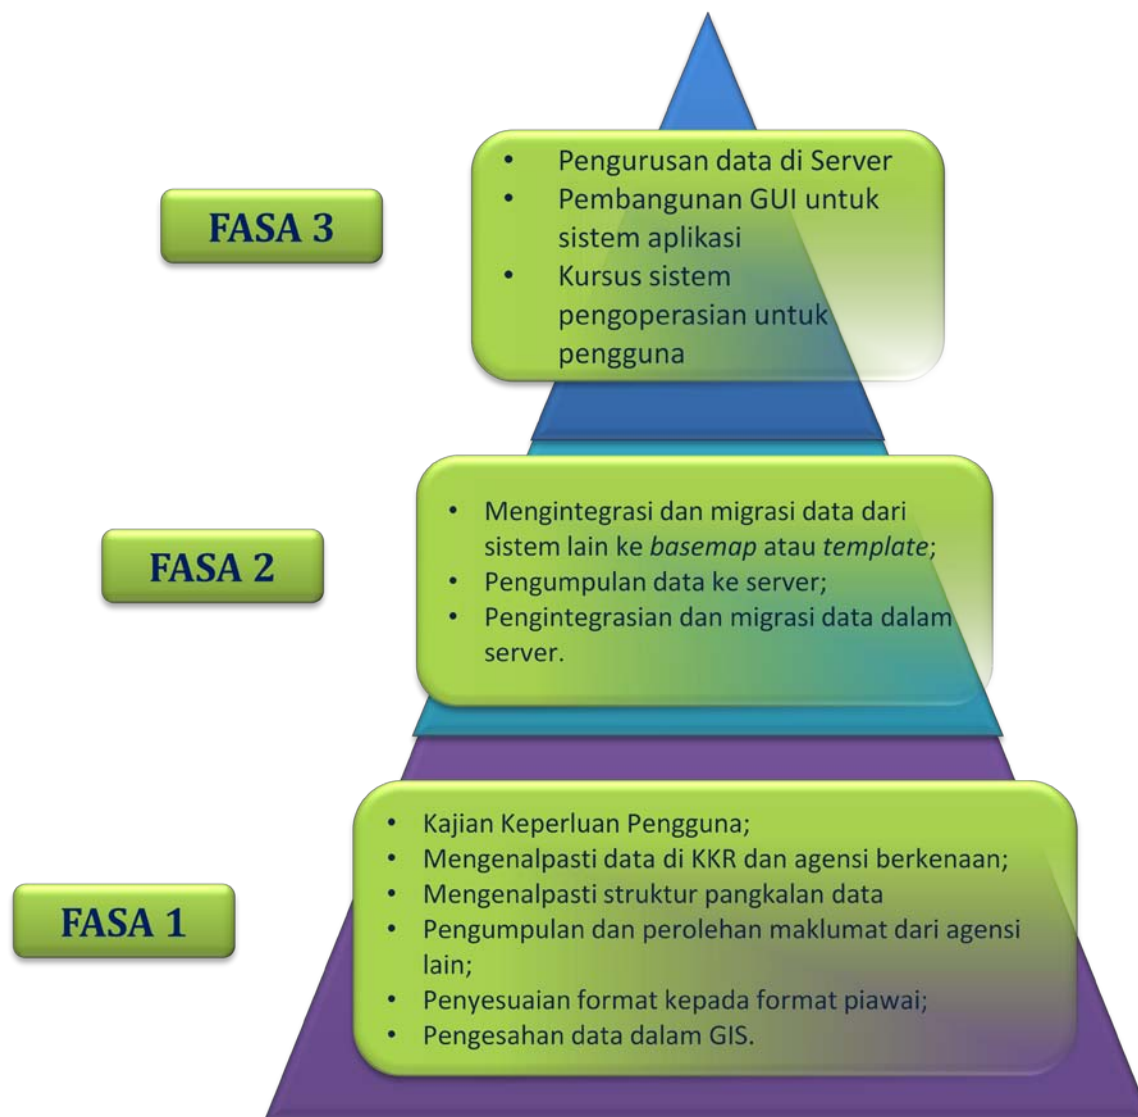 FASA 3
• Pengurusan data di Server
• Pembangunan GUI untuk
sistem aplikasi
• Kursus sistem
pengoperasian untuk
pengguna
FASA 2
• Mengintegrasi dan migrasi data dari
sistem lain ke basemap atau template;
• Pengumpulan data ke server;
• Pengintegrasian dan migrasi data dalam
server.
FASA 1
• Kajian Keperluan Pengguna;
• Mengenalpasti data di KKR dan agensi berkenaan;
• Mengenalpasti struktur pangkalan data
• Pengumpulan dan perolehan maklumat dari agensi
lain;
• Penyesuaian format kepada format piawai;
• Pengesahan data dalam GIS.